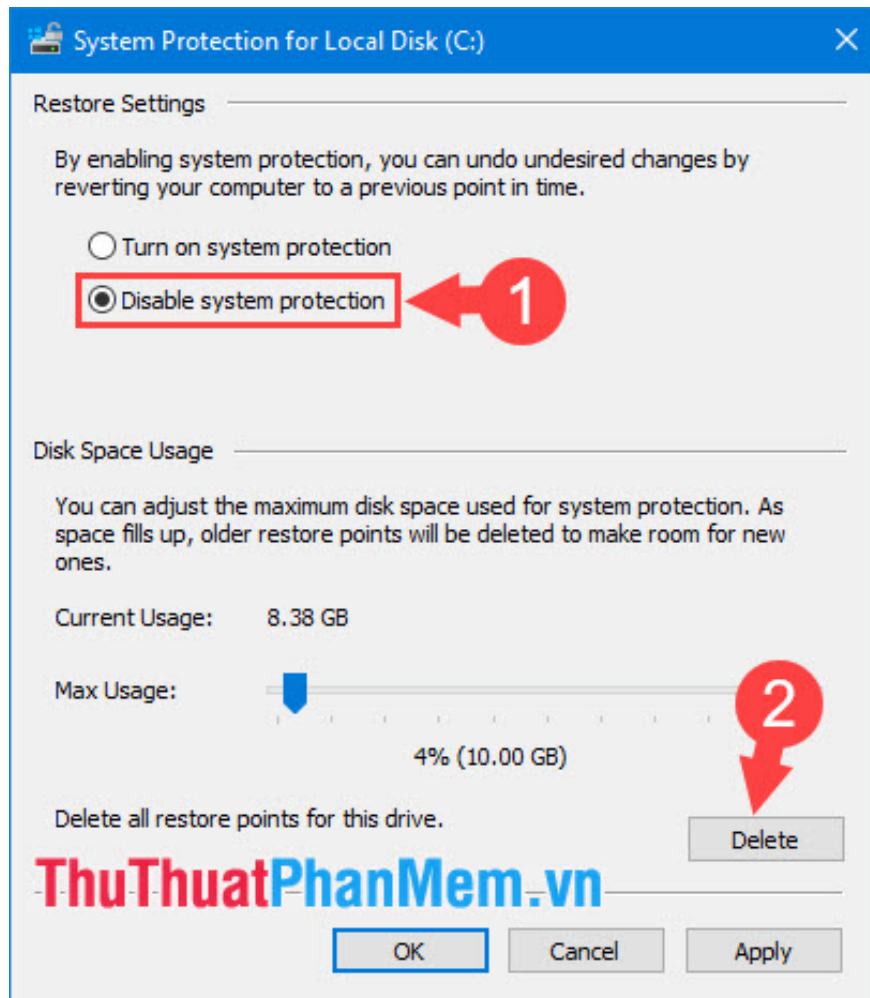 System Protection for Local Disk (C:)
Restore Settings
By enabling system protection, you can undo undesired changes by
reverting your computer to a previous point in time.
Turn on system protection
Disable system protection
1
Disk Space Usage
You can adjust the maximum disk space used for system protection. As
space fills up, older restore points will be deleted to make room for new
ones.
Current Usage: 8.38 GB
Max Usage:
2
4% (10.00 GB)
Delete all restore points for this drive.
Delete
ThuThuatPhanMem.vn
OK Cancel Apply